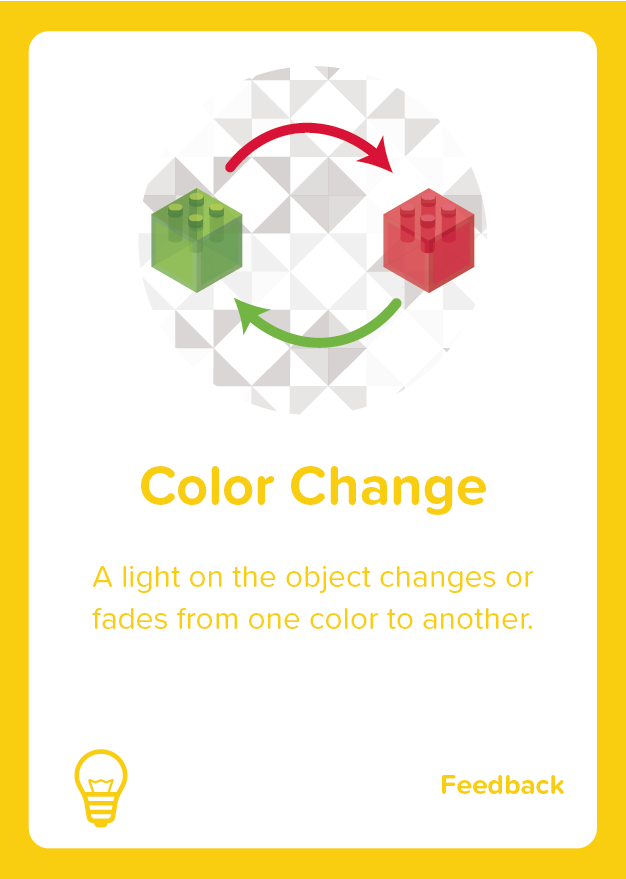 Color Change
A light on the object changes or
fades from one color to another.
Feedback